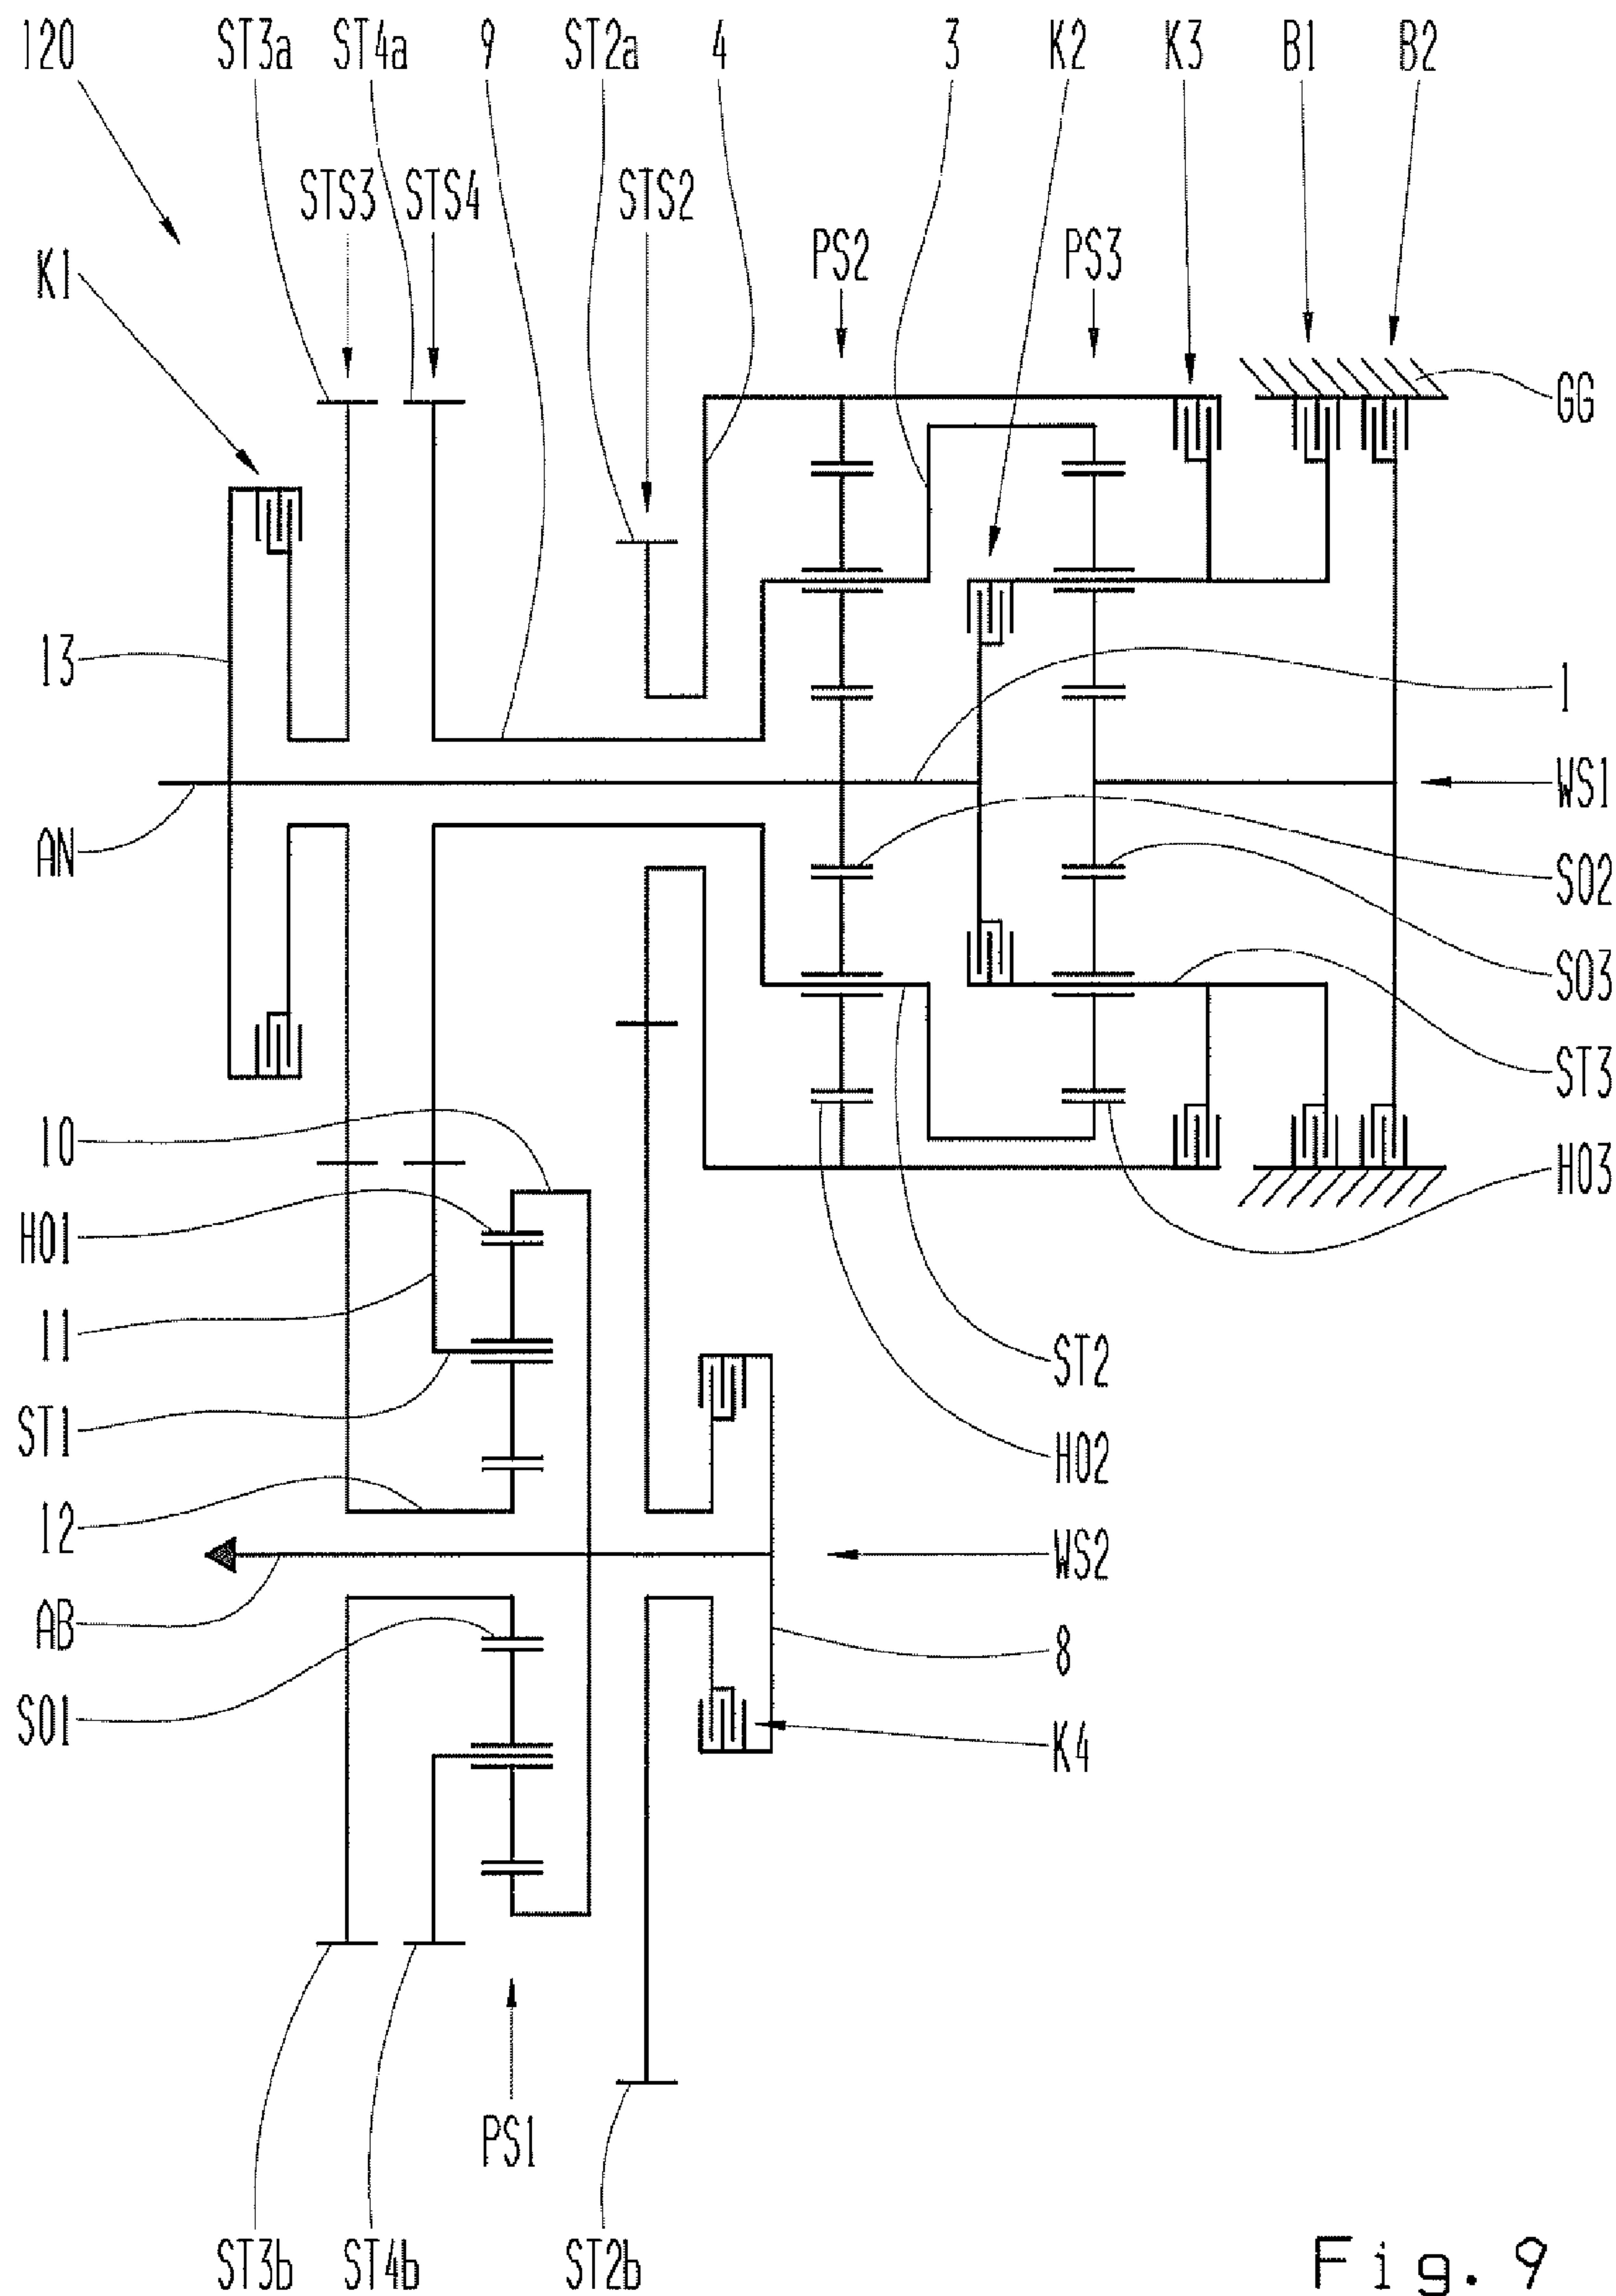 120 ST3a ST4a 9 ST2a 4 3 K2 K3 B1 B2
STS3 STS4 STS2
PS2 PS3
K1
GG
13
1
WS1
AN
SO2
SO3
ST3
10
HO3
HO1
11
ST2
ST1
HO2
12
WS2
AB
8
SO1
K4
PS1
ST3b ST4b ST2b
Fig. 9